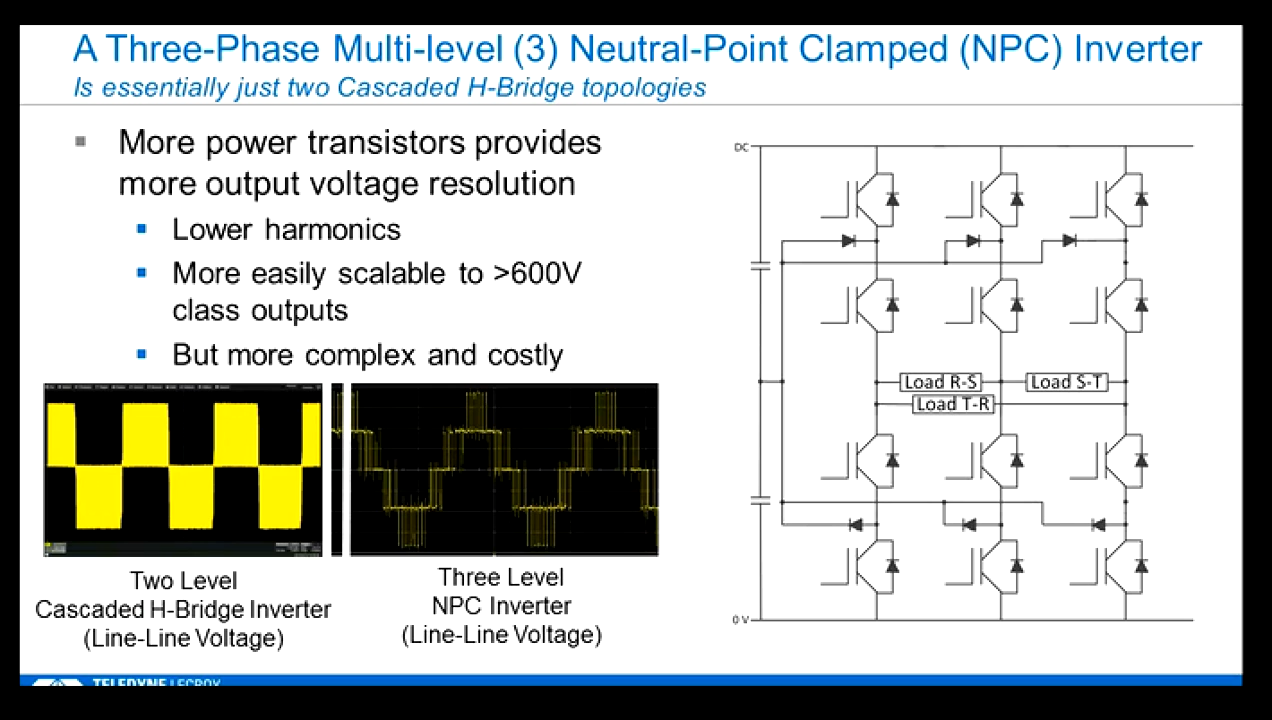 A Three-Phase Multi-level (3) Neutral-Point Clamped (NPC) Inverter
Is essentially just two Cascaded H-Bridge topologies
More power transistors provides
more output voltage resolution
Lower harmonics
More easily scalable to >600V
class outputs
But more complex and costly
Two Level
Cascaded H-Bridge Inverter
(Line-Line Voltage)
Three Level
NPC Inverter
(Line-Line Voltage)
DC
Load R-S
Load S-T
Load T-R
0 V
TELEDYNE LECROY